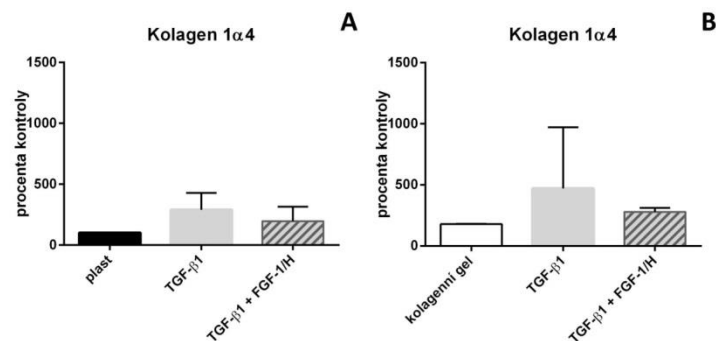 Kolagen 1α4
A
procenta kontroly
1500
1000
500
0
plast
TGF-β1
TGF-β1 + FGF-1/H
Kolagen 1α4
B
procenta kontroly
1500
1000
500
0
kolagenní gel
TGF-β1
TGF-β1 + FGF-1/H